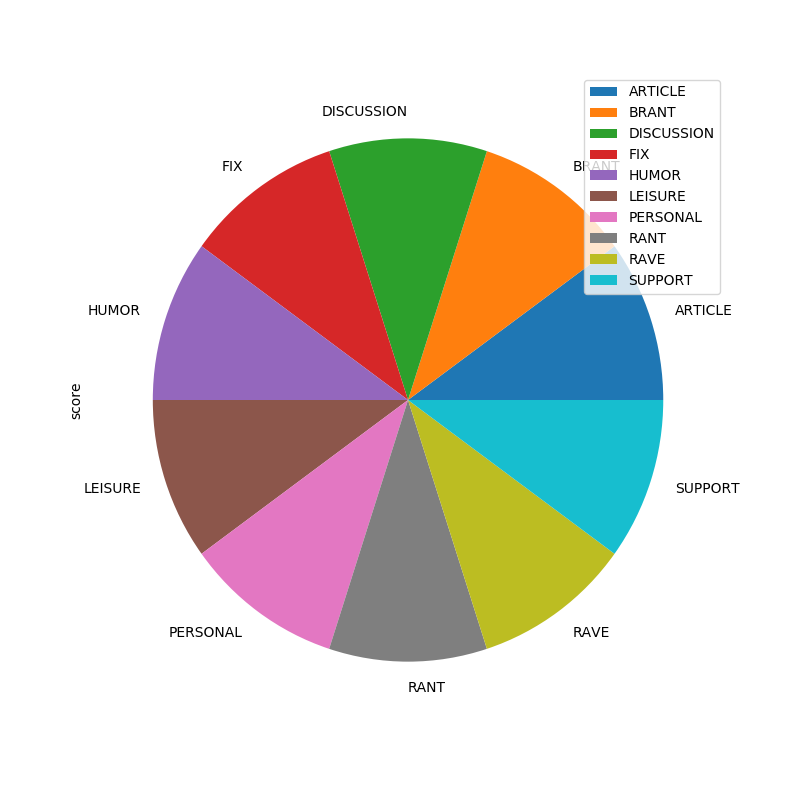 DISCUSSION
FIX
BRANT
HUMOR
ARTICLE
score
LEISURE
SUPPORT
PERSONAL
RAVE
RANT
ARTICLE
BRANT
DISCUSSION
FIX
HUMOR
LEISURE
PERSONAL
RANT
RAVE
SUPPORT